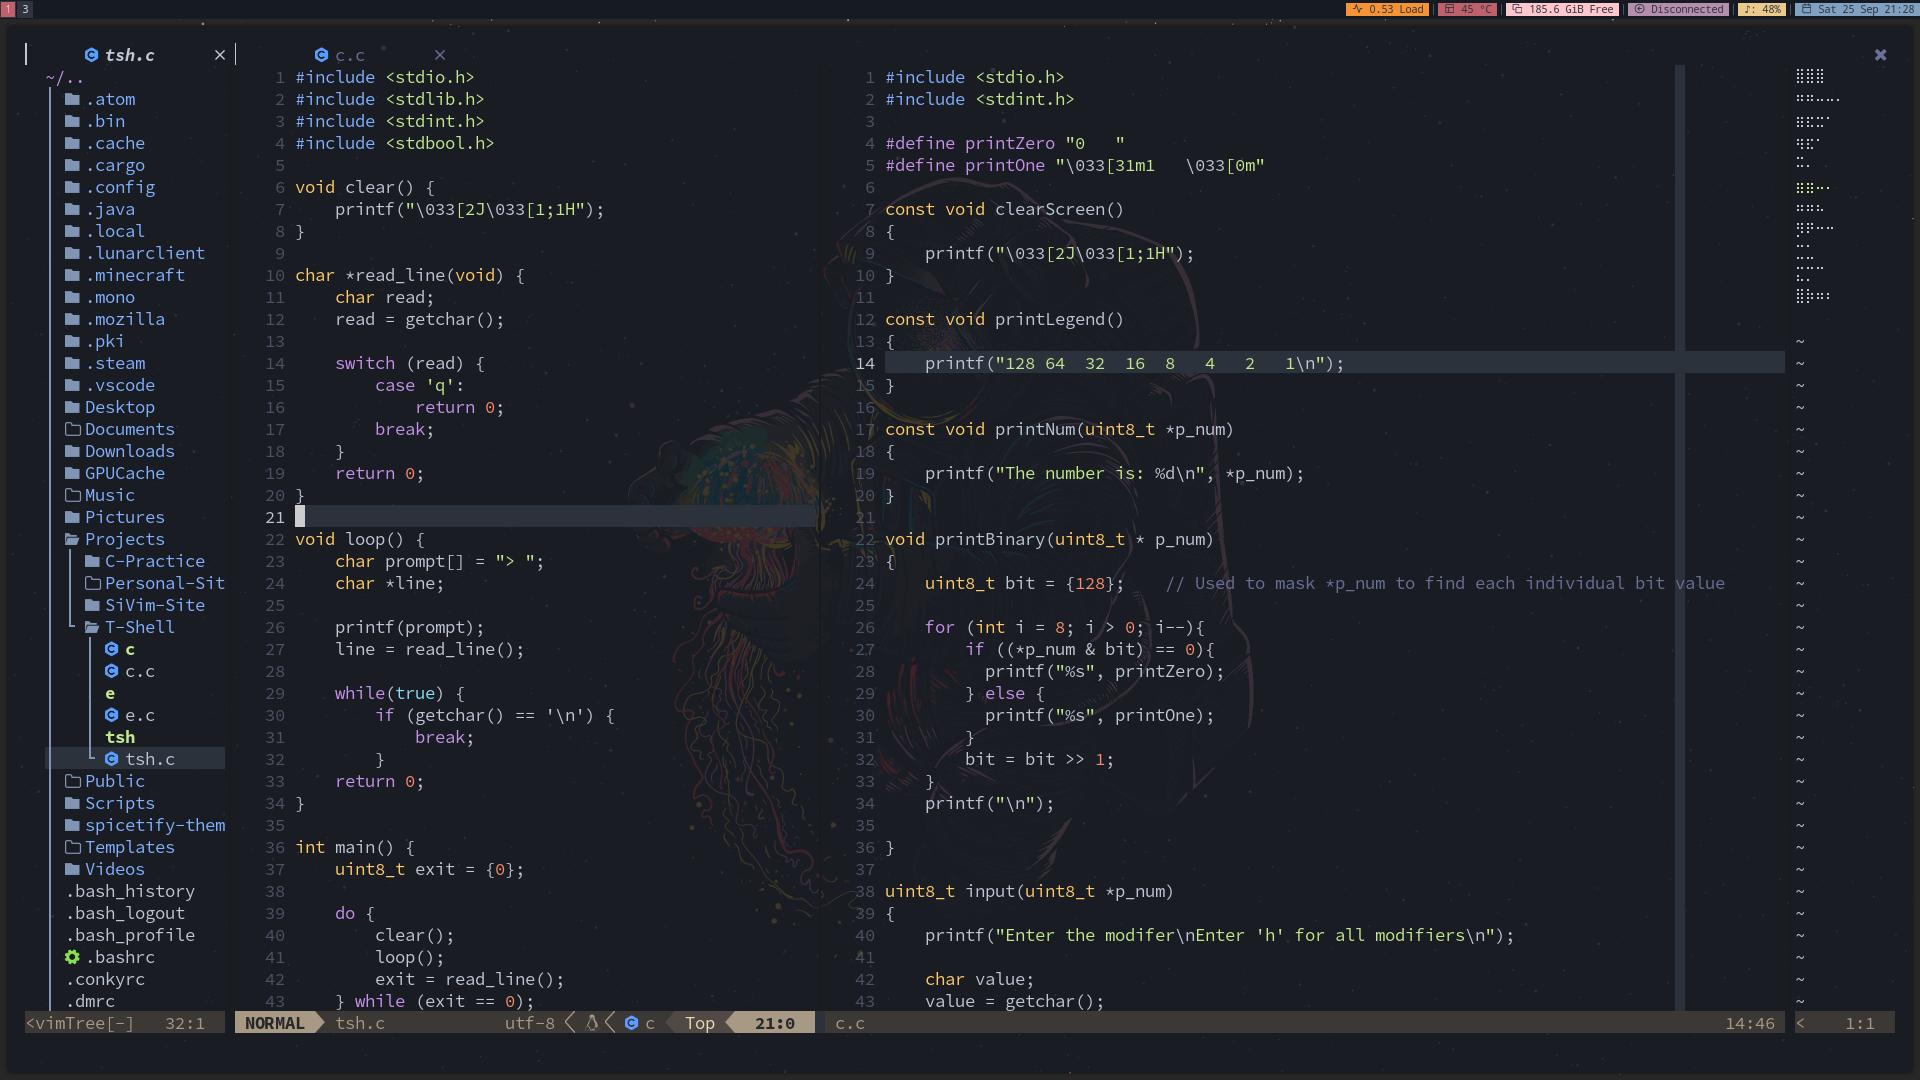 1 3 0.53 Load 45 °C 185.6 GiB Free Disconnected ♪: 48% Sat 25 Sep 21:28
tsh.c × c.c ×
~/..
.atom
.bin
.cache
.cargo
.config
.java
.local
.lunarclient
.minecraft
.mono
.mozilla
.pki
.steam
.vscode
Desktop
Documents
Downloads
GPUCache
Music
Pictures
Projects
C-Practice
Personal-Sit
SiVim-Site
T-Shell
c
c.c
e
e.c
tsh
tsh.c
Public
Scripts
spicetify-them
Templates
Videos
.bash_history
.bash_logout
.bash_profile
.bashrc
.conkyrc
.dmrc
<vimTree[-] 32:1
1 #include <stdio.h>
2 #include <stdlib.h>
3 #include <stdint.h>
4 #include <stdbool.h>
5
6 void clear() {
7     printf("\033[2J\033[1;1H");
8 }
9
10 char *read_line(void) {
11     char read;
12     read = getchar();
13
14     switch (read) {
15         case 'q':
16             return 0;
17         break;
18     }
19     return 0;
20 }
21
22 void loop() {
23     char prompt[] = "> ";
24     char *line;
25
26     printf(prompt);
27     line = read_line();
28
29     while(true) {
30         if (getchar() == '\n') {
31             break;
32         }
33     return 0;
34 }
35
36 int main() {
37     uint8_t exit = {0};
38
39     do {
40         clear();
41         loop();
42         exit = read_line();
43     } while (exit == 0);
NORMAL tsh.c utf-8 c Top 21:0
1 #include <stdio.h>
2 #include <stdint.h>
3
4 #define printZero "0   "
5 #define printOne "\033[31m1   \033[0m"
6
7 const void clearScreen()
8 {
9     printf("\033[2J\033[1;1H");
10 }
11
12 const void printLegend()
13 {
14     printf("128 64  32  16  8   4   2   1\n");
15 }
16
17 const void printNum(uint8_t *p_num)
18 {
19     printf("The number is: %d\n", *p_num);
20 }
21
22 void printBinary(uint8_t * p_num)
23 {
24     uint8_t bit = {128};    // Used to mask *p_num to find each individual bit value
25
26     for (int i = 8; i > 0; i--){
27         if ((*p_num & bit) == 0){
28           printf("%s", printZero);
29         } else {
30           printf("%s", printOne);
31         }
32         bit = bit >> 1;
33     }
34     printf("\n");
35
36 }
37
38 uint8_t input(uint8_t *p_num)
39 {
40     printf("Enter the modifer\nEnter 'h' for all modifiers\n");
41
42     char value;
43     value = getchar();
c.c 14:46
< 1:1